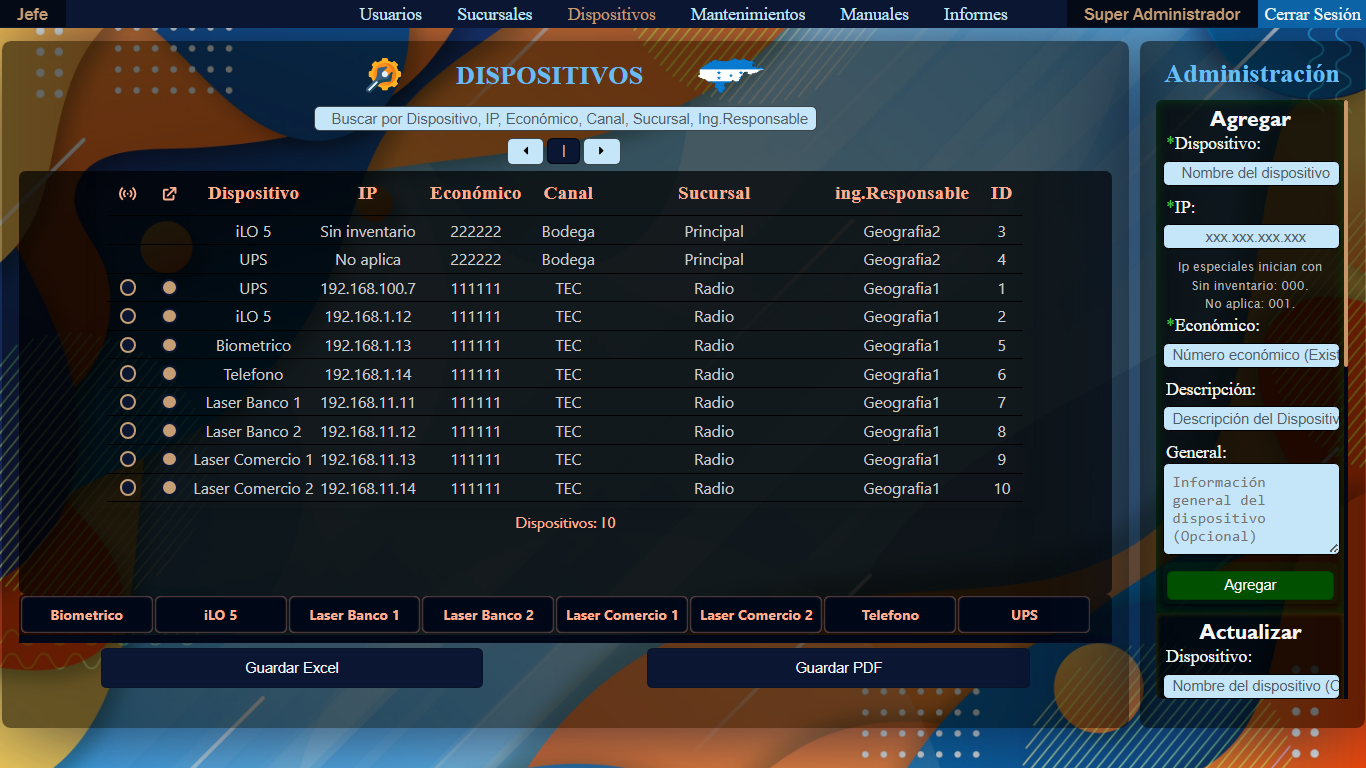 Jefe Usuarios Sucursales Dispositivos Mantenimientos Manuales Informes Super Administrador Cerrar Sesión
DISPOSITIVOS
Buscar por Dispositivo, IP, Económico, Canal, Sucursal, Ing.Responsable
1
Dispositivo IP Económico Canal Sucursal ing.Responsable ID
iLO 5 Sin inventario 222222 Bodega Principal Geografia2 3
UPS No aplica 222222 Bodega Principal Geografia2 4
UPS 192.168.100.7 111111 TEC Radio Geografia1 1
iLO 5 192.168.1.12 111111 TEC Radio Geografia1 2
Biometrico 192.168.1.13 111111 TEC Radio Geografia1 5
Telefono 192.168.1.14 111111 TEC Radio Geografia1 6
Laser Banco 1 192.168.11.11 111111 TEC Radio Geografia1 7
Laser Banco 2 192.168.11.12 111111 TEC Radio Geografia1 8
Laser Comercio 1 192.168.11.13 111111 TEC Radio Geografia1 9
Laser Comercio 2 192.168.11.14 111111 TEC Radio Geografia1 10
Dispositivos: 10
Biometrico iLO 5 Laser Banco 1 Laser Banco 2 Laser Comercio 1 Laser Comercio 2 Telefono UPS
Guardar Excel Guardar PDF
Administración
Agregar
*Dispositivo:
Nombre del dispositivo
*IP:
xxx.xxx.xxx.xxx
Ip especiales inician con
Sin inventario: 000.
No aplica: 001.
*Económico:
Número económico (Exist
Descripción:
Descripción del Dispositiv
General:
Información
general del
dispositivo
(Opcional)
Agregar
Actualizar
Dispositivo:
Nombre del dispositivo (O